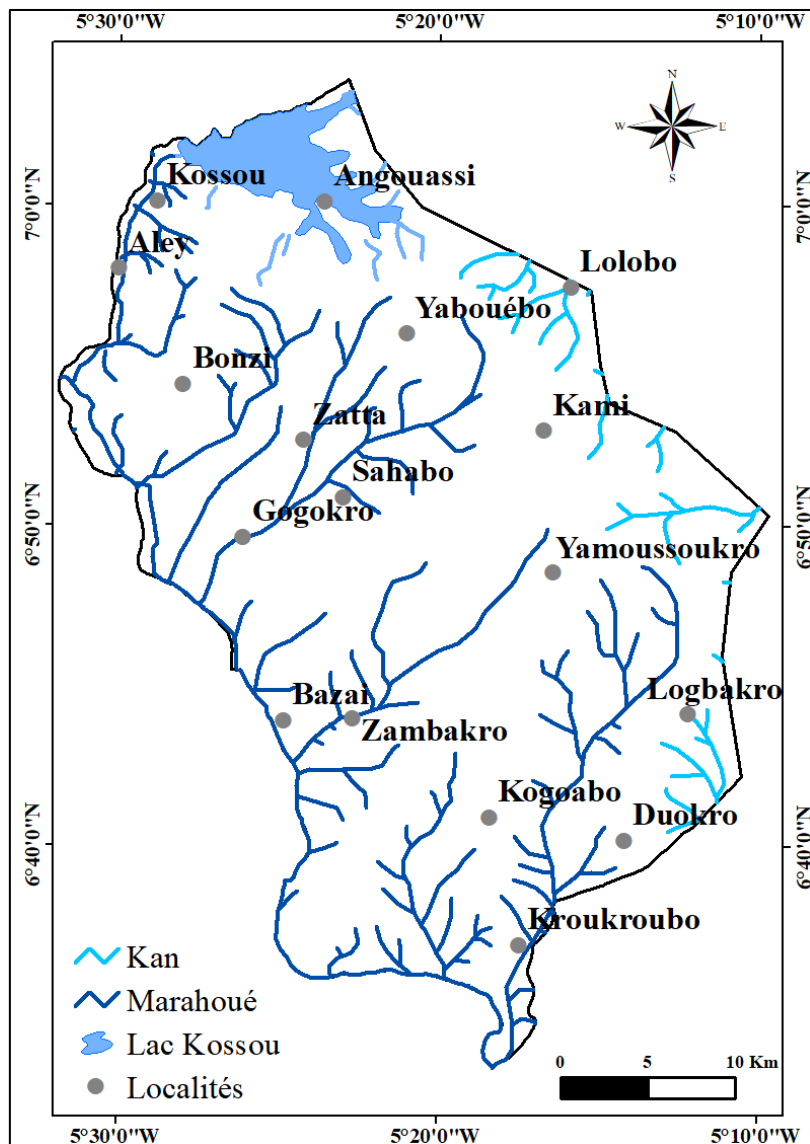 5°30'0"W 5°20'0"W 5°10'0"W
N
W E
S
Kossou
Angouassi
7°0'0"N 7°0'0"N
Aley
Lolobo
Yabouébo
Bonzi
Zatta
Kami
Sahabo
Gogokro
6°50'0"N 6°50'0"N
Yamoussoukro
Bazai
Logbakro
Zambakro
Kogoabo
Duokro
6°40'0"N 6°40'0"N
Kroukroubo
Kan
Marahoué
Lac Kossou
Localités
0 5 10 Km
5°30'0"W 5°20'0"W 5°10'0"W